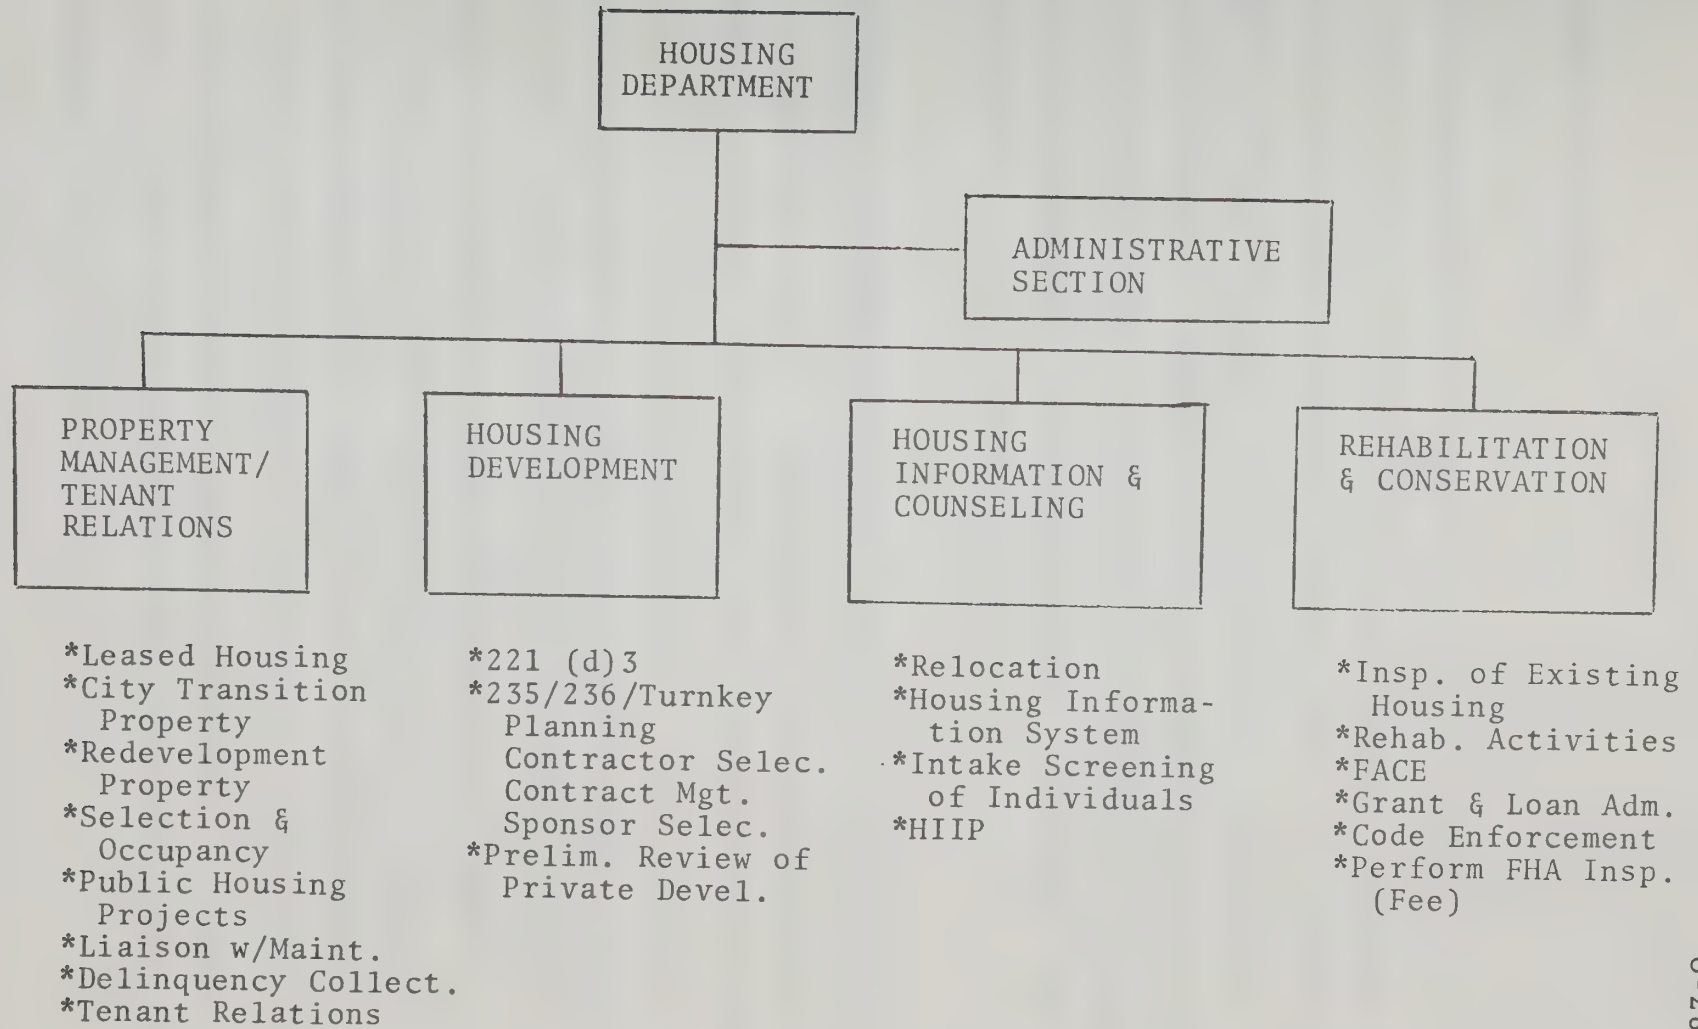 HOUSING
DEPARTMENT
ADMINISTRATIVE
SECTION
PROPERTY
MANAGEMENT/
TENANT
RELATIONS
HOUSING
DEVELOPMENT
HOUSING
INFORMATION &
COUNSELING
REHABILITATION
& CONSERVATION
*Leased Housing
*City Transition
Property
*Redevelopment
Property
*Selection &
Occupancy
*Public Housing
Projects
*Liaison w/Maint.
*Delinquency Collect.
*Tenant Relations
*221 (d)3
*235/236/Turnkey
Planning
Contractor Selec.
Contract Mgt.
Sponsor Selec.
*Prelim. Review of
Private Devel.
*Relocation
*Housing Informa-
tion System
*Intake Screening
of Individuals
*HIIP
*Insp. of Existing
Housing
*Rehab. Activities
*FACE
*Grant & Loan Adm.
*Code Enforcement
*Perform FHA Insp.
(Fee)